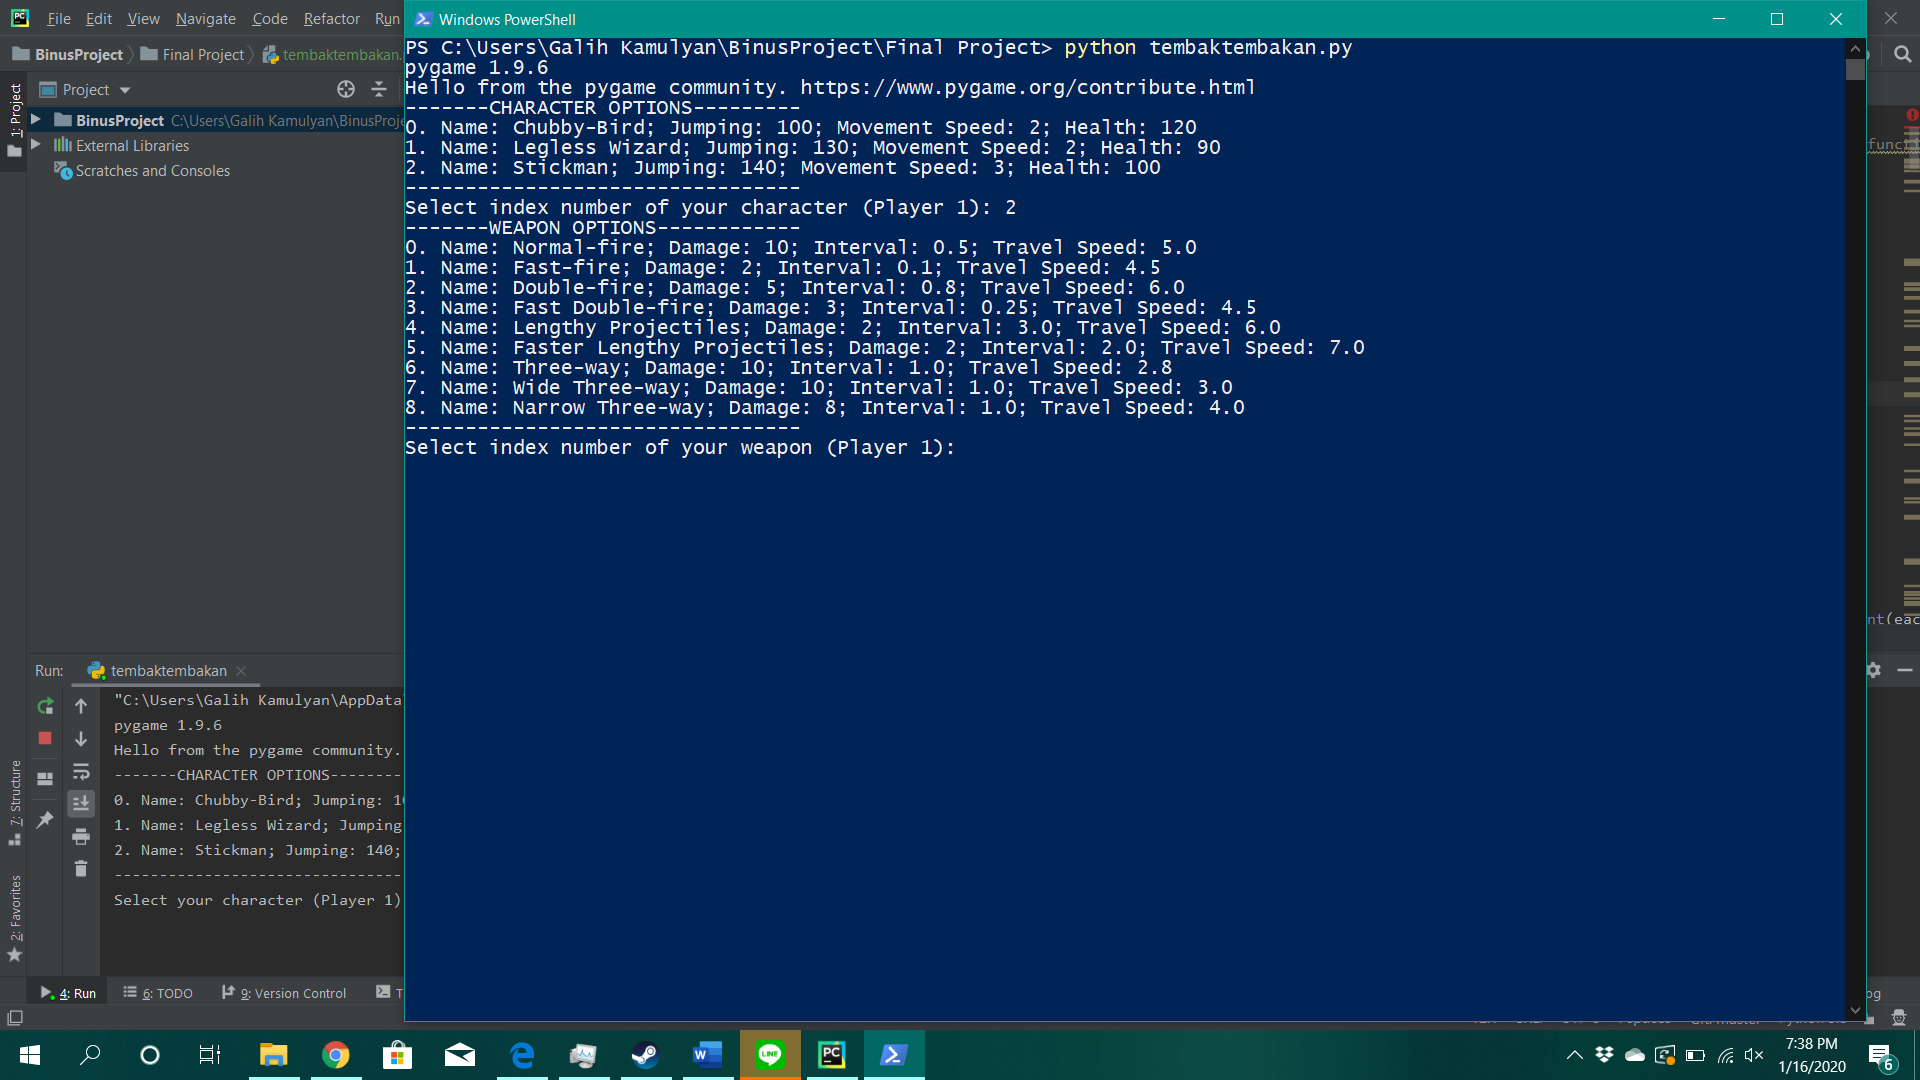 File Edit View Navigate Code Refactor Run
BinusProject Final Project tembaktembakan.
Project
1: Project
BinusProject C:\Users\Galih Kamulyan\BinusProje
External Libraries
Scratches and Consoles
Windows PowerShell
PS C:\Users\Galih Kamulyan\BinusProject\Final Project> python tembaktembakan.py
pygame 1.9.6
Hello from the pygame community. https://www.pygame.org/contribute.html
-------CHARACTER OPTIONS---------
0. Name: Chubby-Bird; Jumping: 100; Movement Speed: 2; Health: 120
1. Name: Legless Wizard; Jumping: 130; Movement Speed: 2; Health: 90
2. Name: Stickman; Jumping: 140; Movement Speed: 3; Health: 100
---------------------------------
Select index number of your character (Player 1): 2
-------WEAPON OPTIONS------------
0. Name: Normal-fire; Damage: 10; Interval: 0.5; Travel Speed: 5.0
1. Name: Fast-fire; Damage: 2; Interval: 0.1; Travel Speed: 4.5
2. Name: Double-fire; Damage: 5; Interval: 0.8; Travel Speed: 6.0
3. Name: Fast Double-fire; Damage: 3; Interval: 0.25; Travel Speed: 4.5
4. Name: Lengthy Projectiles; Damage: 2; Interval: 3.0; Travel Speed: 6.0
5. Name: Faster Lengthy Projectiles; Damage: 2; Interval: 2.0; Travel Speed: 7.0
6. Name: Three-way; Damage: 10; Interval: 1.0; Travel Speed: 2.8
7. Name: Wide Three-way; Damage: 10; Interval: 1.0; Travel Speed: 3.0
8. Name: Narrow Three-way; Damage: 8; Interval: 1.0; Travel Speed: 4.0
---------------------------------
Select index number of your weapon (Player 1):
funci
nt(eac
Run: tembaktembakan
"C:\Users\Galih Kamulyan\AppData
pygame 1.9.6
Hello from the pygame community.
-------CHARACTER OPTIONS--------
0. Name: Chubby-Bird; Jumping: 10
1. Name: Legless Wizard; Jumping
2. Name: Stickman; Jumping: 140;
--------------------------------
Select your character (Player 1)
7: Structure
2: Favorites
4: Run 6: TODO 9: Version Control T
og
7:38 PM
1/16/2020
6